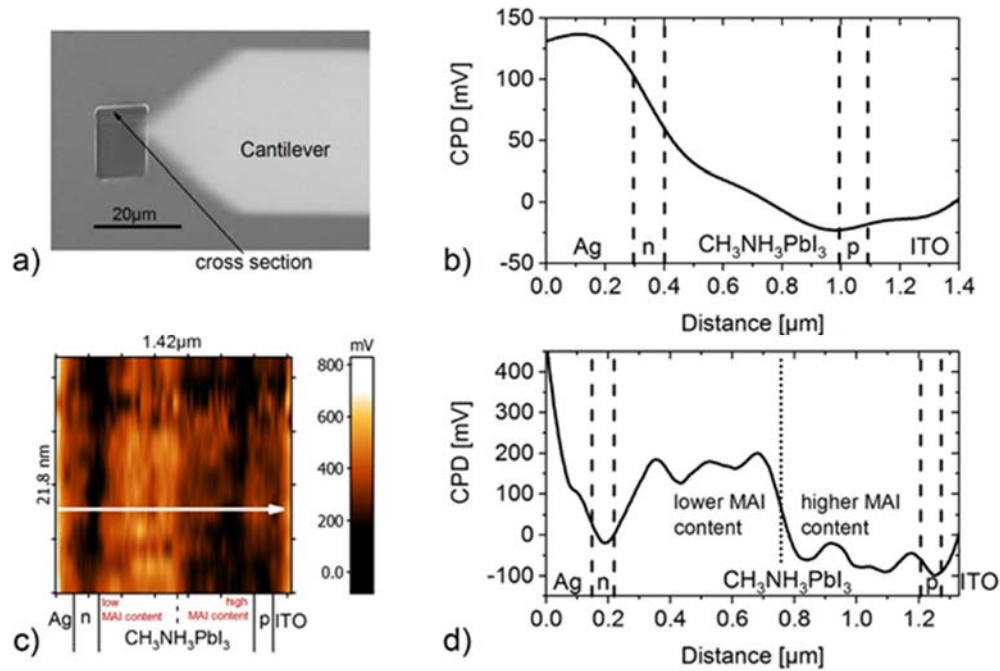 a)
Cantilever
20µm
cross section
b)
CPD [mV]
150
100
50
0
-50
Ag
n
CH₃NH₃PbI₃
p
ITO
0.0 0.2 0.4 0.6 0.8 1.0 1.2 1.4
Distance [µm]
c)
1.42µm
21.8 nm
mV
800
600
400
200
0.0
low
MAI content
high
MAI content
Ag n CH₃NH₃PbI₃ p ITO
d)
CPD [mV]
400
300
200
100
0
-100
lower MAI
content
higher MAI
content
Ag n CH₃NH₃PbI₃ p ITO
0.0 0.2 0.4 0.6 0.8 1.0 1.2
Distance [µm]